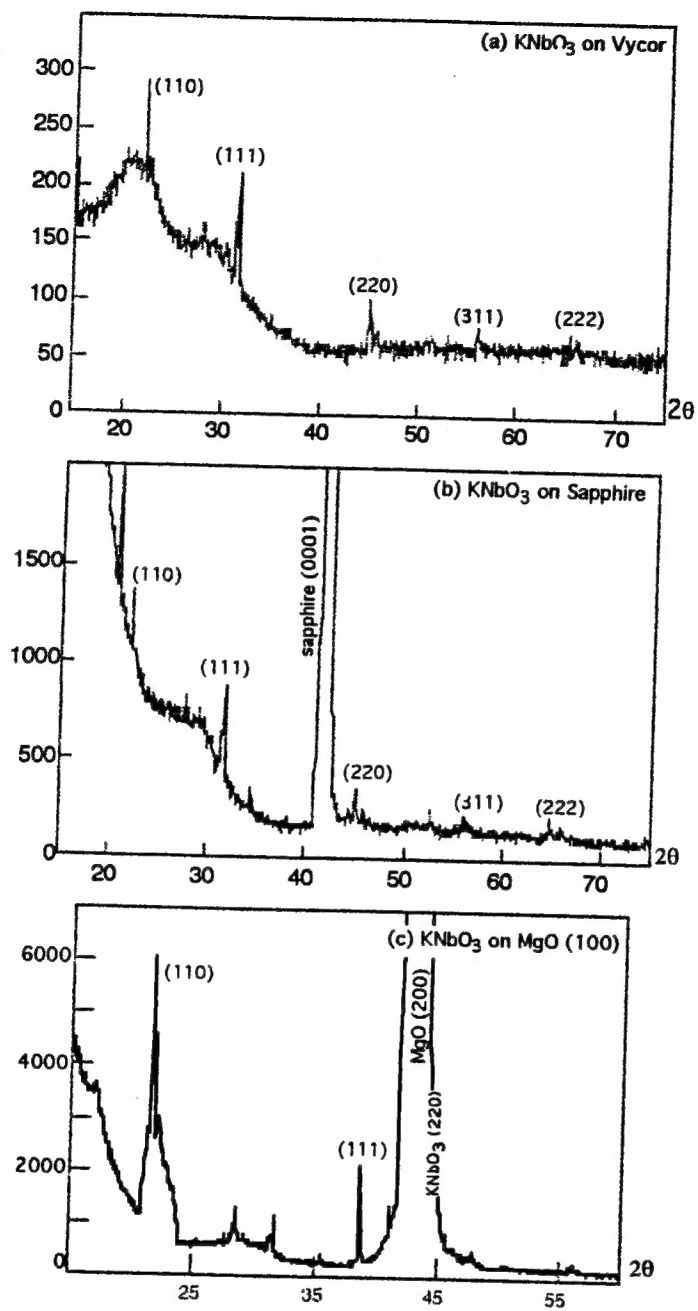 (a) KNbO3 on Vycor
300
(110)
250
(111)
200
150
(220)
100
(311)
(222)
50
0
2θ
20 30 40 50 60 70
(b) KNbO3 on Sapphire
sapphire (0001)
1500
(110)
1000
(111)
500
(220)
(311)
(222)
0
2θ
20 30 40 50 60 70
(c) KNbO3 on MgO (100)
6000
(110)
MgO (200)
4000
KNbO3 (220)
(111)
2000
0
2θ
25 35 45 55